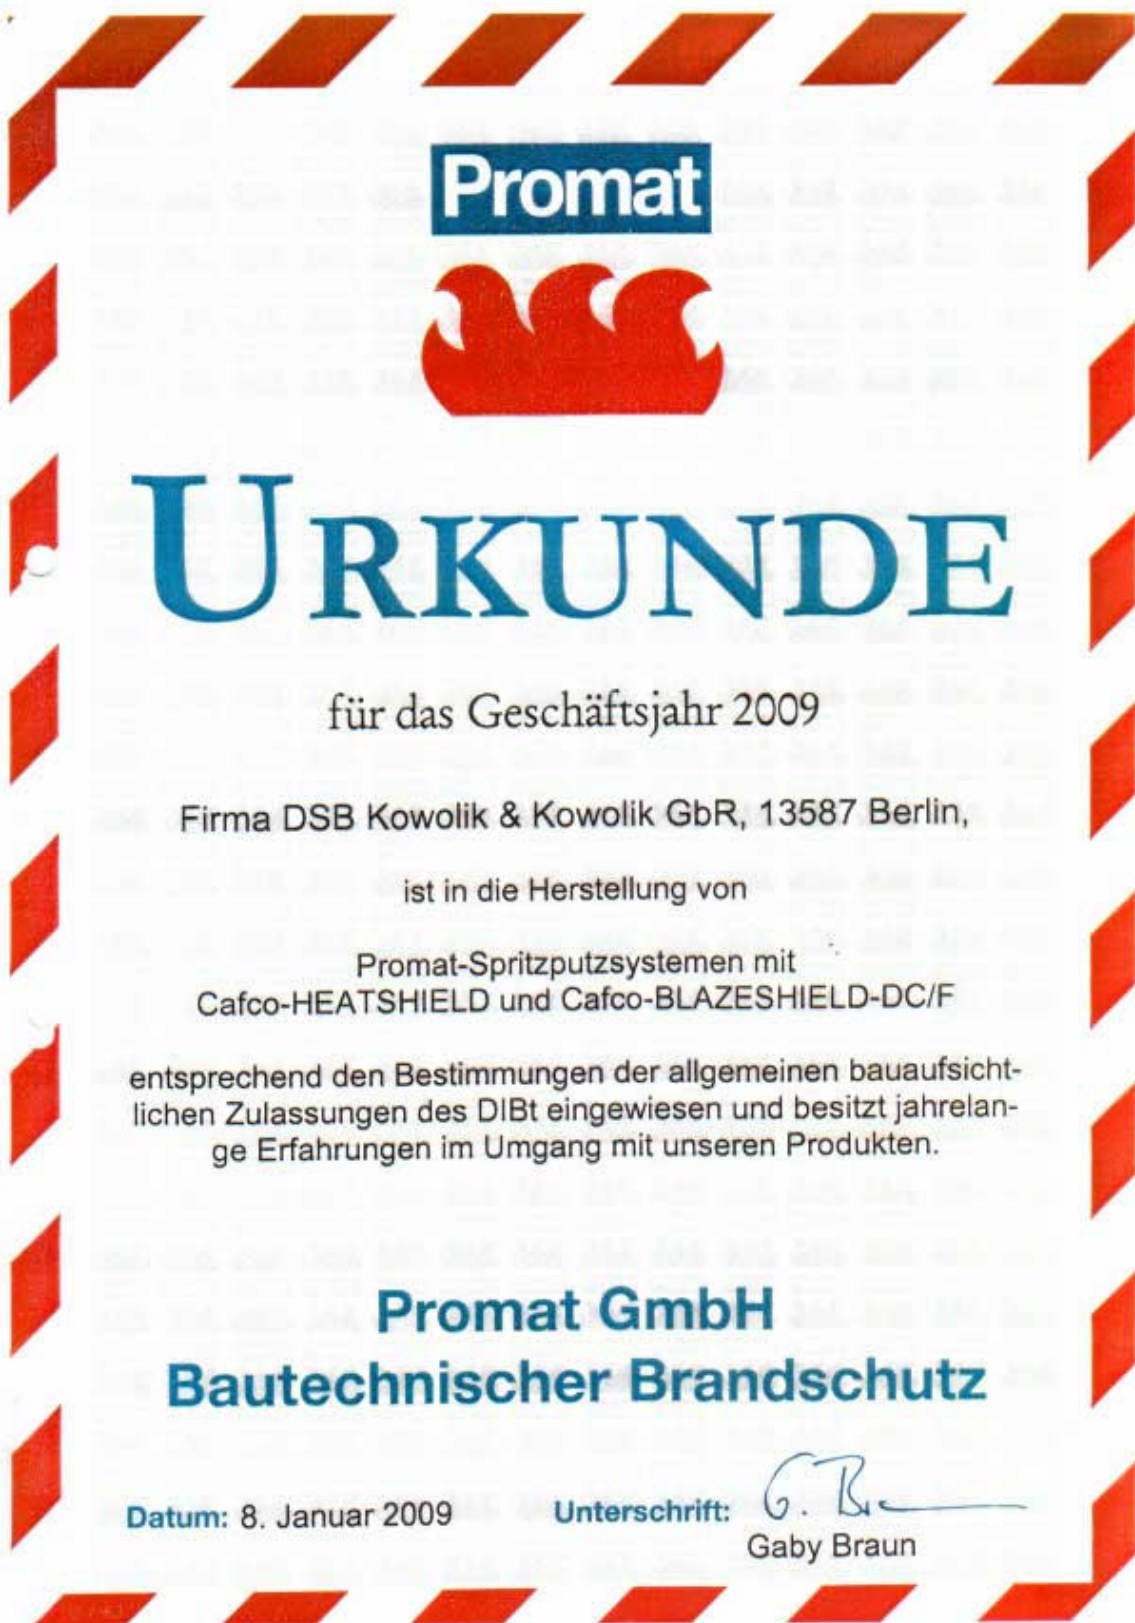 Promat
URKUNDE
für das Geschäftsjahr 2009
Firma DSB Kowolik & Kowolik GbR, 13587 Berlin,
ist in die Herstellung von
Promat-Spritzputzsystemen mit
Cafco-HEATSHIELD und Cafco-BLAZESHIELD-DC/F
entsprechend den Bestimmungen der allgemeinen bauaufsicht-
lichen Zulassungen des DIBt eingewiesen und besitzt jahrelan-
ge Erfahrungen im Umgang mit unseren Produkten.
Promat GmbH
Bautechnischer Brandschutz
Datum: 8. Januar 2009 Unterschrift: G. B
Gaby Braun